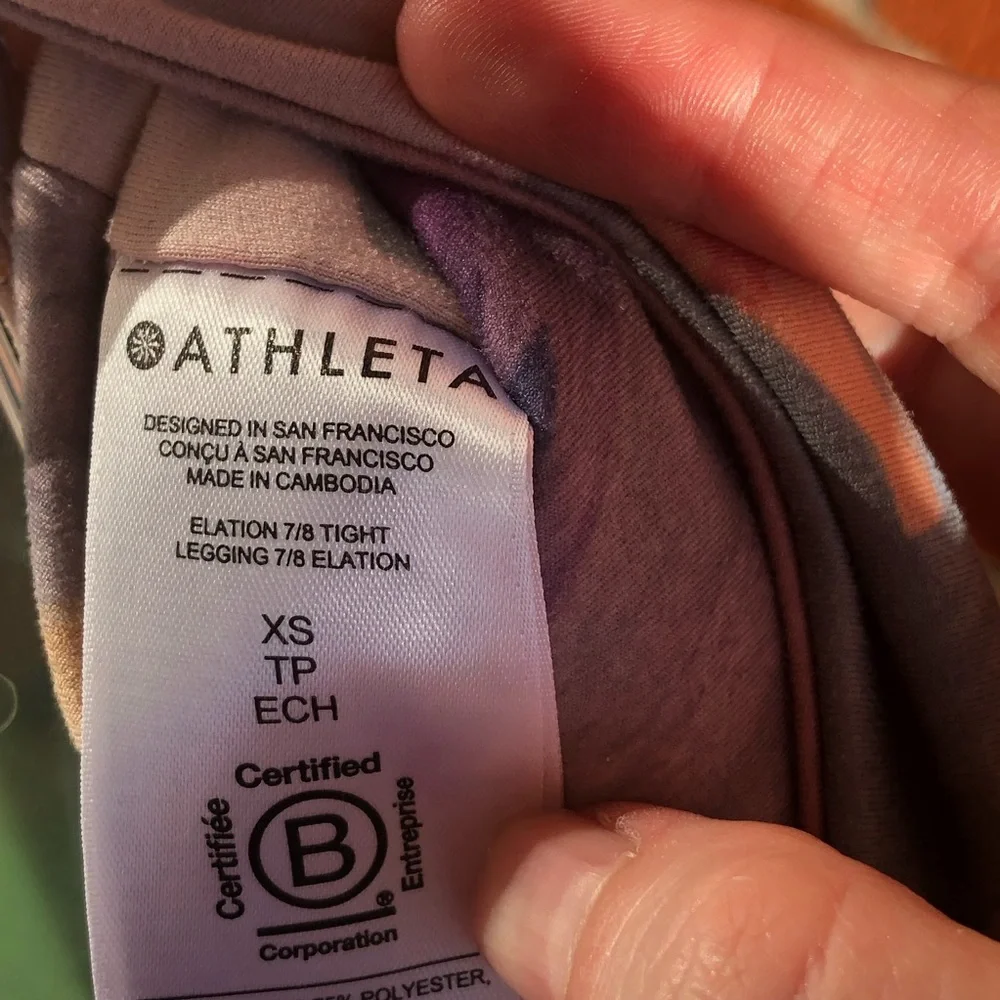 ATHLETA
DESIGNED IN SAN FRANCISCO
CONÇU À SAN FRANCISCO
MADE IN CAMBODIA
ELATION 7/8 TIGHT
LEGGING 7/8 ELATION
XS
TP
ECH
Certified
Certifiée
B
Entreprise
®
Corporation
POLYESTER,